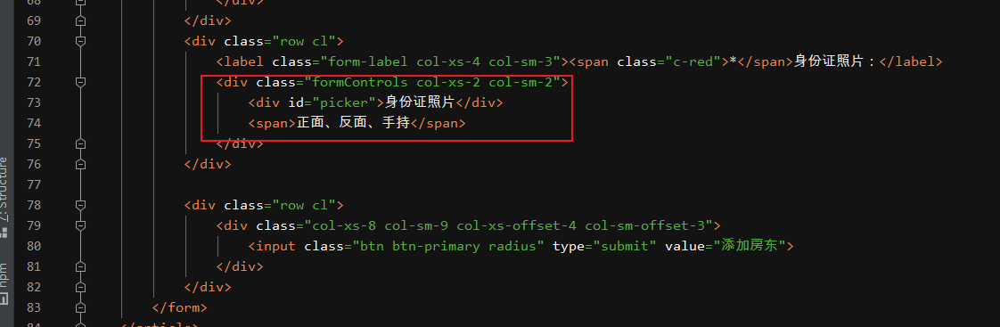 68 </div>
69 </div>
70 <div class="row cl">
71 <label class="form-label col-xs-4 col-sm-3"><span class="c-red">*</span>身份证照片：</label>
72 <div class="formControls col-xs-2 col-sm-2">
73 <div id="picker">身份证照片</div>
74 <span>正面、反面、手持</span>
75 </div>
76 </div>
77
78 <div class="row cl">
79 <div class="col-xs-8 col-sm-9 col-xs-offset-4 col-sm-offset-3">
80 <input class="btn btn-primary radius" type="submit" value="添加房东">
81 </div>
82 </div>
83 </form>
84 </article>
Z: Structure
npm